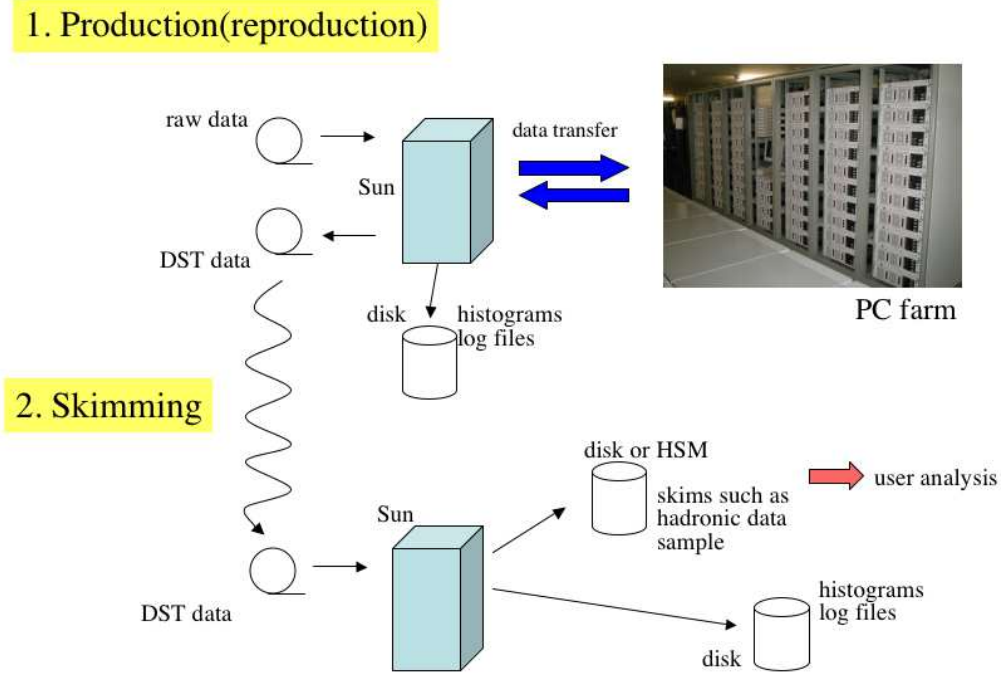 1. Production(reproduction)
raw data
data transfer
Sun
DST data
PC farm
disk
histograms
log files
2. Skimming
disk or HSM
user analysis
skims such as
hadronic data
sample
Sun
DST data
histograms
log files
disk